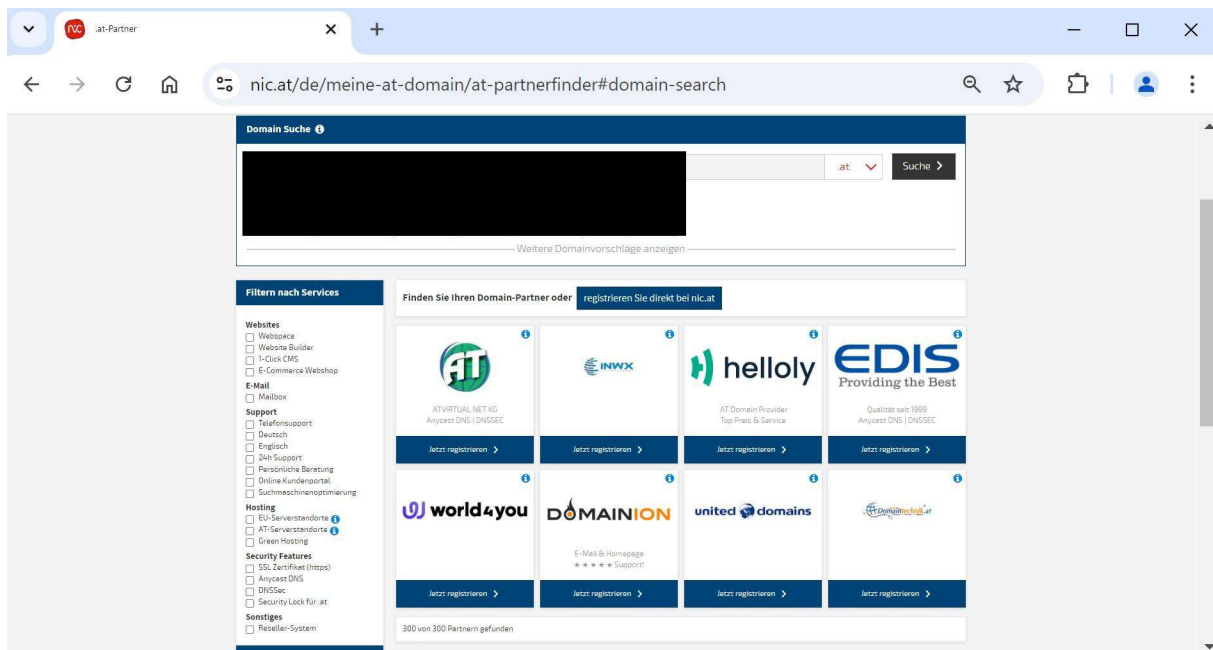 .at-Partner
nic.at/de/meine-at-domain/at-partnerfinder#domain-search
Domain Suche
.at
Suche
Weitere Domainvorschläge anzeigen
Filtern nach Services
Websites
Webspace
Website Builder
1-Click CMS
E-Commerce Webshop
E-Mail
Mailbox
Support
Telefonsupport
Deutsch
Englisch
24h Support
Persönliche Beratung
Online Kundenportal
Suchmaschinenoptimierung
Hosting
EU-Serverstandorte
AT-Serverstandorte
Green Hosting
Security Features
SSL Zertifikat (https)
Anycast DNS
DNSSec
Security Lock für .at
Sonstiges
Reseller-System
Finden Sie Ihren Domain-Partner oder registrieren Sie direkt bei nic.at
AT
ATVIRTUAL.NET KG
Anycast DNS | DNSSEC
Jetzt registrieren
INWX
Jetzt registrieren
helloly
AT Domain Provider
Top Preis & Service
Jetzt registrieren
EDIS
Providing the Best
Qualität seit 1999
Anycast DNS | DNSSEC
Jetzt registrieren
world4you
Jetzt registrieren
DOMAINION
E-Mail & Homepage
★★★★★ Support!
Jetzt registrieren
united domains
Jetzt registrieren
Domaintechnik.at
Jetzt registrieren
300 von 300 Partnern gefunden